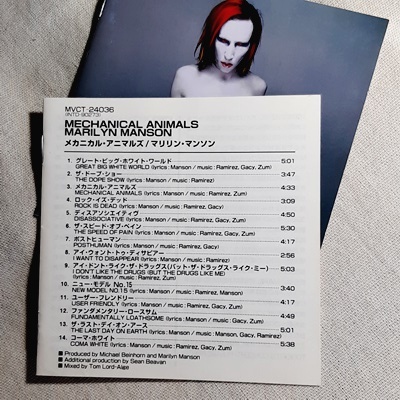 MVCT-24036
(INTD 90273)
MECHANICAL ANIMALS
MARILYN MANSON
メカニカル・アニマルズ/マリリン・マンソン
1. グレート・ビッグ・ホワイト・ワールド 5:01
GREAT BIG WHITE WORLD (lyrics : Manson / music : Ramirez, Gacy, Zum)
2. ザ・ドープ・ショー 3:47
THE DOPE SHOW (lyrics : Manson / music : Ramirez)
3. メカニカル・アニマルズ 4:33
MECHANICAL ANIMALS (lyrics : Manson / music : Ramirez, Zum)
4. ロック・イズ・デッド 3:09
ROCK IS DEAD (lyrics : Manson / music : Ramirez, Gacy)
5. ディスアソシエイティヴ 4:50
DISASSOCIATIVE (lyrics : Manson / music : Ramirez, Gacy, Zum)
6. ザ・スピード・オブ・ペイン 5:30
THE SPEED OF PAIN (lyrics : Manson / music : Ramirez, Zum)
7. ポストヒューマン 4:17
POSTHUMAN (lyrics : Manson / music : Ramirez, Gacy)
8. アイ・ウォント・トゥ・ディサピアー 2:56
I WANT TO DISAPPEAR (lyrics : Manson / music : Ramirez)
9. アイ・ドント・ライク・ザ・ドラッグス(バット・ザ・ドラッグス・ライク・ミー) 5:03
I DON'T LIKE THE DRUGS (BUT THE DRUGS LIKE ME)
(lyrics : Manson / music : Ramirez, Gacy, Zum)
10. ニュー・モデル No.15 3:40
NEW MODEL NO.15 (lyrics : Manson / music : Ramirez, Gacy)
11. ユーザー・フレンドリー 4:17
USER FRIENDLY (lyrics : Manson / music : Ramirez, Gacy)
12. ファンダメンタリー・ロースサム 4:49
FUNDAMENTALLY LOATHSOME (lyrics : Manson / music : Ramirez, Zum)
13. ザ・ラスト・デイ・オン・アース 5:01
THE LAST DAY ON EARTH (lyrics : Manson / music : Manson, Gacy, Ramirez)
14. コーマ・ホワイト 5:38
COMA WHITE (lyrics : Manson / music : Ramirez, Gacy, Zum)
■ Produced by Michael Beinhorn and Marilyn Manson
■ Additional production by Sean Beavan
■ Mixed by Tom Lord-Alge